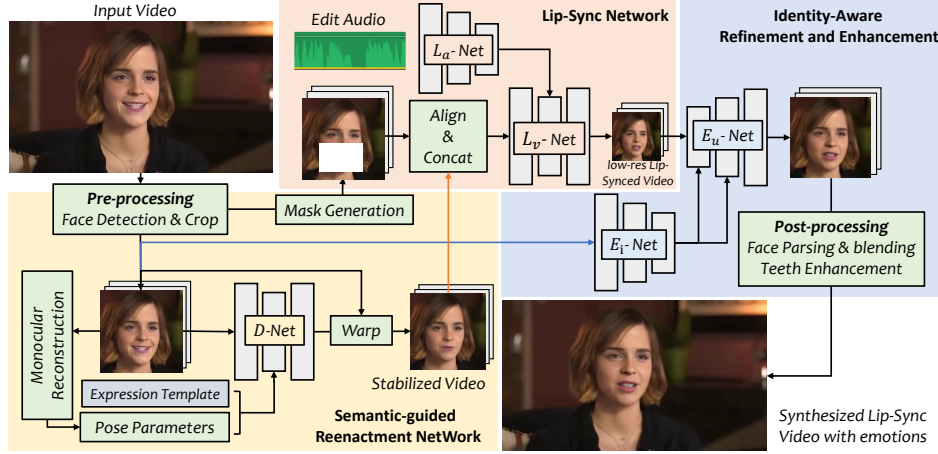 Input Video
Edit Audio
Lip-Sync Network
Identity-Aware
Refinement and Enhancement
L_a- Net
Align
&
Concat
L_v- Net
E_u- Net
low-res Lip-
Synced Video
Pre-processing
Face Detection & Crop
Mask Generation
E_i- Net
Post-processing
Face Parsing & blending
Teeth Enhancement
Monocular
Reconstruction
D-Net
Warp
Stabilized Video
Expression Template
Pose Parameters
Semantic-guided
Reenactment NetWork
Synthesized Lip-Sync
Video with emotions